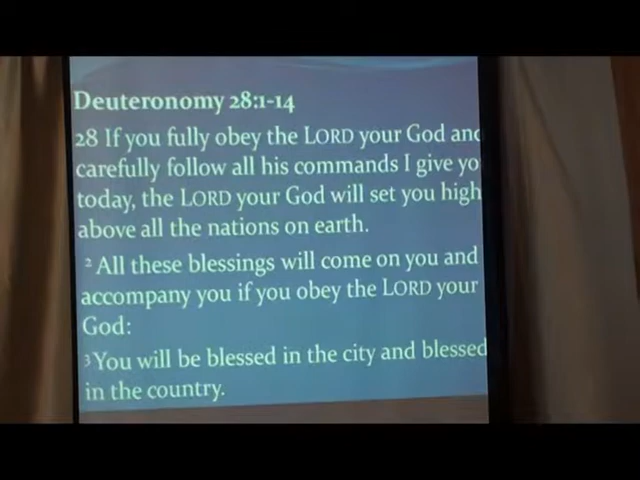 Deuteronomy 28:1-14
28 If you fully obey the LORD your God and
carefully follow all his commands I give yo
today, the LORD your God will set you high
above all the nations on earth.
2 All these blessings will come on you and
accompany you if you obey the LORD your
God:
3 You will be blessed in the city and blessed
in the country.